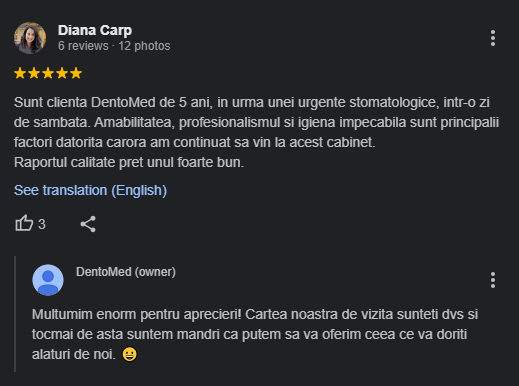 Diana Carp
6 reviews · 12 photos
Sunt clienta DentoMed de 5 ani, in urma unei urgente stomatologice, intr-o zi
de sambata. Amabilitatea, profesionalismul si igiena impecabila sunt principalii
factori datorita carora am continuat sa vin la acest cabinet.
Raportul calitate pret unul foarte bun.
See translation (English)
3
DentoMed (owner)
Multumim enorm pentru aprecieri! Cartea noastra de vizita sunteti dvs si
tocmai de asta suntem mandri ca putem sa va oferim ceea ce va doriti
alaturi de noi. 😀